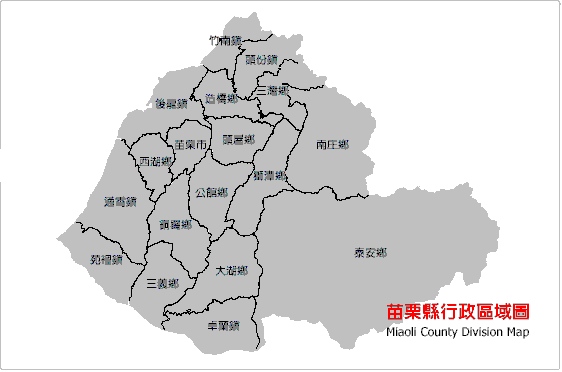 竹南鎮
頭份鎮
三灣鄉
後龍鎮
造橋鄉
頭屋鄉
苗栗市
南庄鄉
西湖鄉
獅潭鄉
公館鄉
通霄鎮
銅鑼鄉
泰安鄉
苑裡鎮
大湖鄉
三義鄉
卓蘭鎮
苗栗縣行政區域圖
Miaoli County Division Map